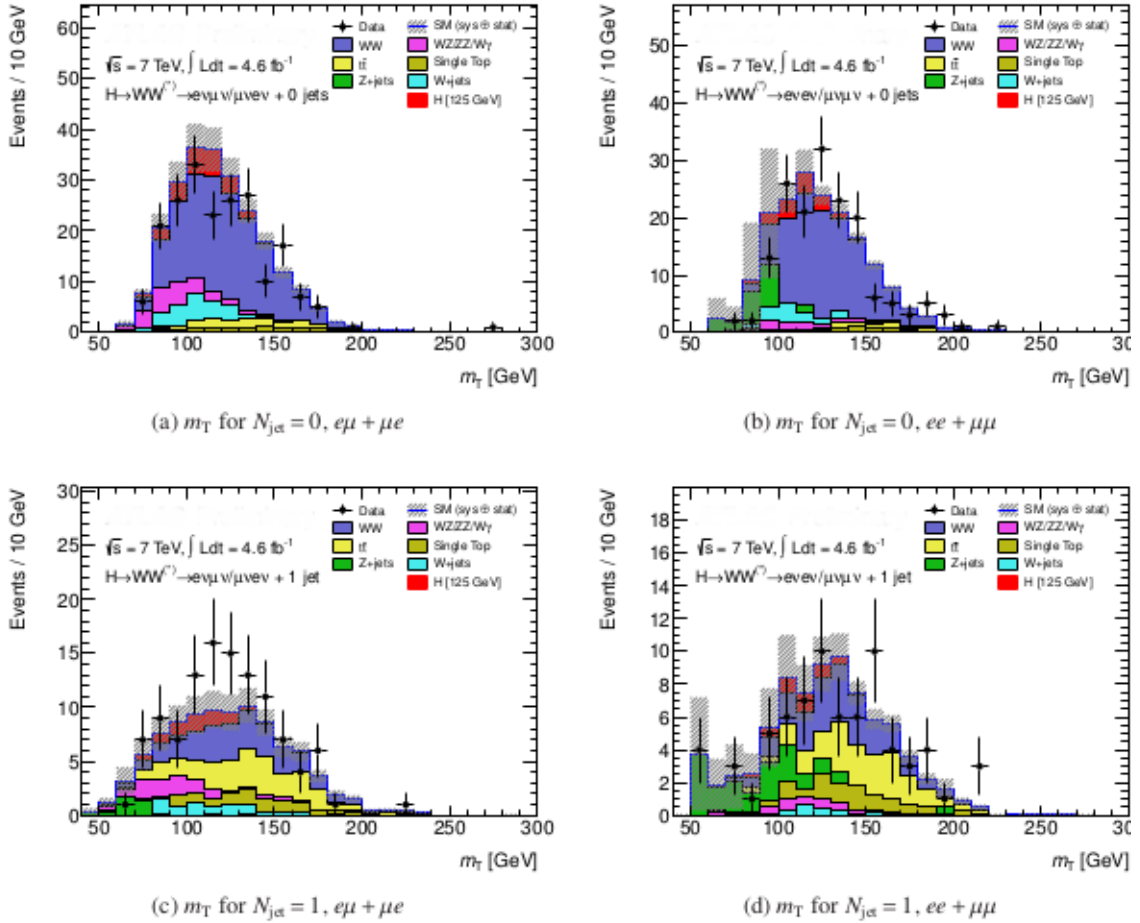 Events / 10 GeV
60
50
40
30
20
10
0
Data
SM (sys ⊕ stat)
WW
WZ/ZZ/Wγ
tt̄
Single Top
Z+jets
W+jets
H [125 GeV]
√s = 7 TeV, ∫ Ldt = 4.6 fb⁻¹
H→WW⁽*⁾→eνμν/μνeν + 0 jets
50 100 150 200 250 300
m_T [GeV]
(a) m_T for N_jet = 0, eμ + μe
Events / 10 GeV
50
40
30
20
10
0
Data
SM (sys ⊕ stat)
WW
WZ/ZZ/Wγ
tt̄
Single Top
Z+jets
W+jets
H [125 GeV]
√s = 7 TeV, ∫ Ldt = 4.6 fb⁻¹
H→WW⁽*⁾→eνeν/μνμν + 0 jets
50 100 150 200 250 30
m_T [GeV]
(b) m_T for N_jet = 0, ee + μμ
Events / 10 GeV
30
25
20
15
10
5
0
Data
SM (sys ⊕ stat)
WW
WZ/ZZ/Wγ
tt̄
Single Top
Z+jets
W+jets
H [125 GeV]
√s = 7 TeV, ∫ Ldt = 4.6 fb⁻¹
H→WW⁽*⁾→eνμν/μνeν + 1 jet
50 100 150 200 250 300
m_T [GeV]
(c) m_T for N_jet = 1, eμ + μe
Events / 10 GeV
18
16
14
12
10
8
6
4
2
0
Data
SM (sys ⊕ stat)
WW
WZ/ZZ/Wγ
tt̄
Single Top
Z+jets
W+jets
H [125 GeV]
√s = 7 TeV, ∫ Ldt = 4.6 fb⁻¹
H→WW⁽*⁾→eνeν/μνμν + 1 jet
50 100 150 200 250 30
m_T [GeV]
(d) m_T for N_jet = 1, ee + μμ